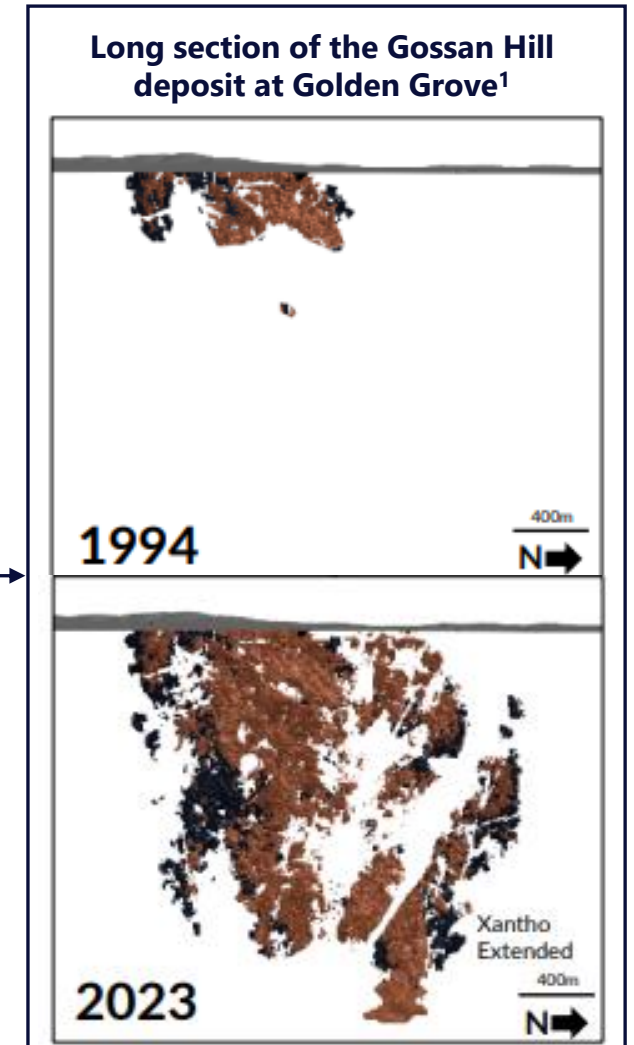 Long section of the Gossan Hill
deposit at Golden Grove¹
400m
1994
N
Xantho
Extended
400m
2023
N